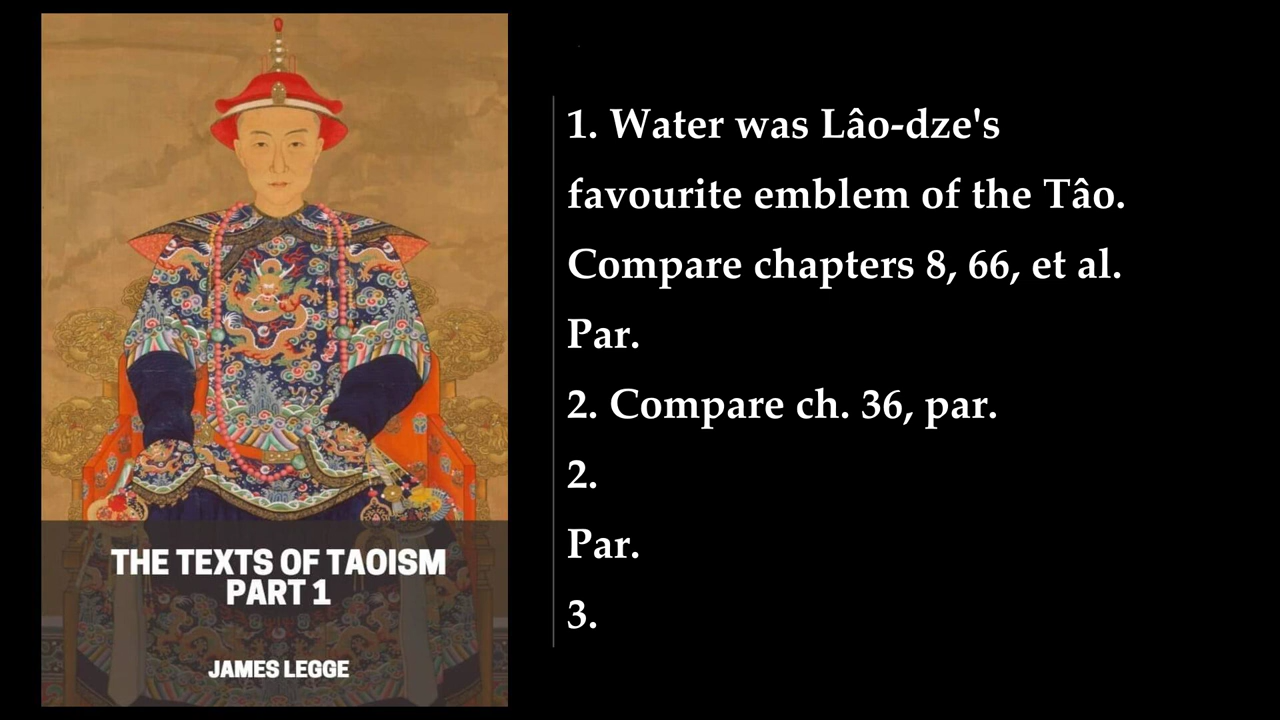 THE TEXTS OF TAOISM
PART 1
JAMES LEGGE
1. Water was Lâo-dze's
favourite emblem of the Tâo.
Compare chapters 8, 66, et al.
Par.
2. Compare ch. 36, par.
2.
Par.
3.